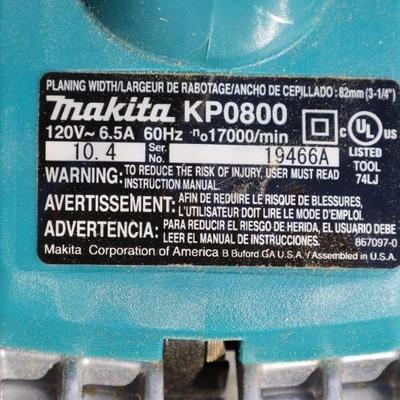 PLANING WIDTH/LARGEUR DE RABOTAGE/ANCHO DE CEPILLADO : 82mm (3-1/4")
makita KP0800
120V~ 6.5A 60Hz no17000/min
10.4 Ser. No. 19466A
C UL US
LISTED
TOOL
74LJ
WARNING: TO REDUCE THE RISK OF INJURY, USER MUST READ INSTRUCTION MANUAL.
AVERTISSEMENT: AFIN DE REDUIRE LE RISQUE DE BLESSURES, L'UTILISATEUR DOIT LIRE LE MODE D'EMPLOI.
ADVERTENCIA: PARA REDUCIR EL RIESGO DE HERIDA, EL USUARIO DEBE LEER EL MANUAL DE INSTRUCCIONES.
867097-0
Makita Corporation of America B Buford GA U.S.A. Y Assembled in U.S.A.